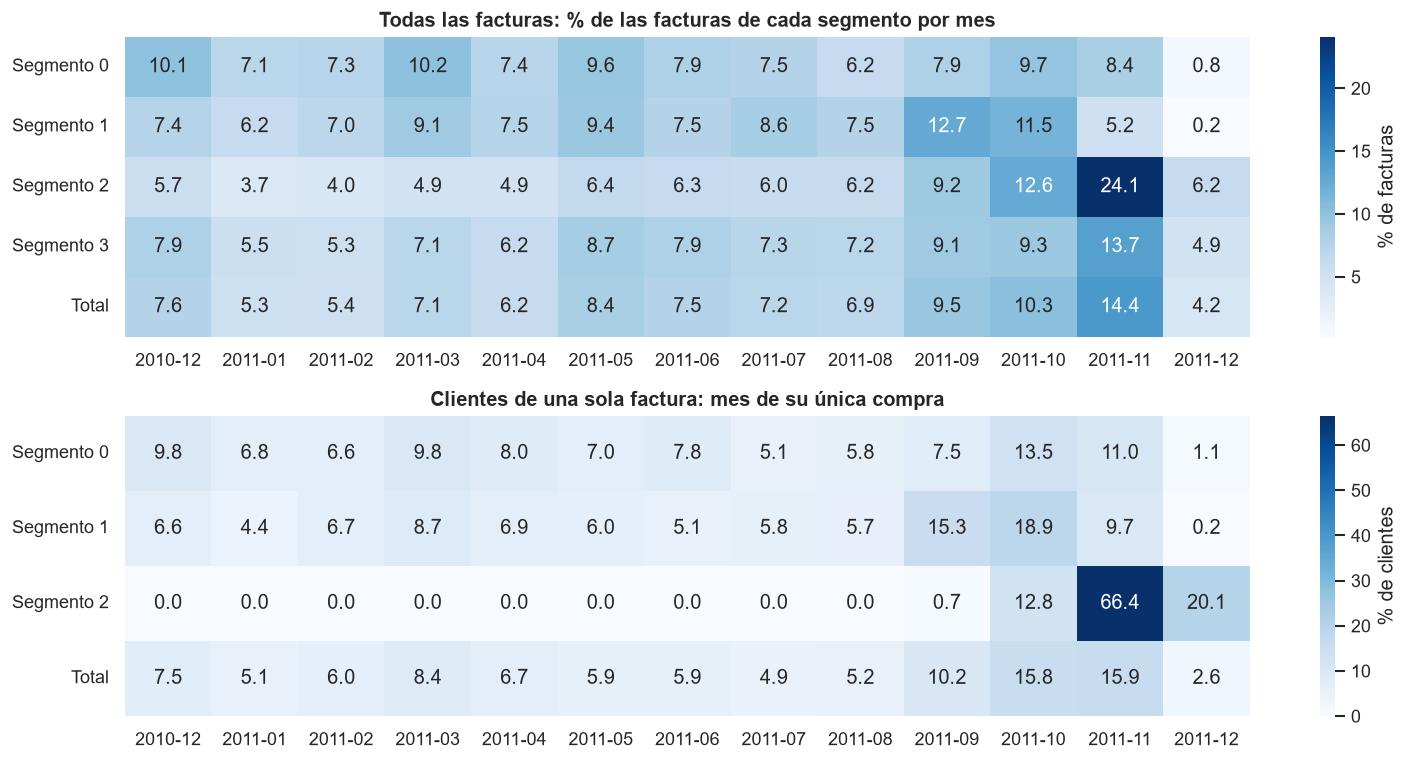 Todas las facturas: % de las facturas de cada segmento por mes
Segmento 0 10.1 7.1 7.3 10.2 7.4 9.6 7.9 7.5 6.2 7.9 9.7 8.4 0.8
Segmento 1 7.4 6.2 7.0 9.1 7.5 9.4 7.5 8.6 7.5 12.7 11.5 5.2 0.2
Segmento 2 5.7 3.7 4.0 4.9 4.9 6.4 6.3 6.0 6.2 9.2 12.6 24.1 6.2
Segmento 3 7.9 5.5 5.3 7.1 6.2 8.7 7.9 7.3 7.2 9.1 9.3 13.7 4.9
Total 7.6 5.3 5.4 7.1 6.2 8.4 7.5 7.2 6.9 9.5 10.3 14.4 4.2
2010-12 2011-01 2011-02 2011-03 2011-04 2011-05 2011-06 2011-07 2011-08 2011-09 2011-10 2011-11 2011-12
20
15
10
5
% de facturas
Clientes de una sola factura: mes de su única compra
Segmento 0 9.8 6.8 6.6 9.8 8.0 7.0 7.8 5.1 5.8 7.5 13.5 11.0 1.1
Segmento 1 6.6 4.4 6.7 8.7 6.9 6.0 5.1 5.8 5.7 15.3 18.9 9.7 0.2
Segmento 2 0.0 0.0 0.0 0.0 0.0 0.0 0.0 0.0 0.0 0.7 12.8 66.4 20.1
Total 7.5 5.1 6.0 8.4 6.7 5.9 5.9 4.9 5.2 10.2 15.8 15.9 2.6
2010-12 2011-01 2011-02 2011-03 2011-04 2011-05 2011-06 2011-07 2011-08 2011-09 2011-10 2011-11 2011-12
60
50
40
30
20
10
0
% de clientes